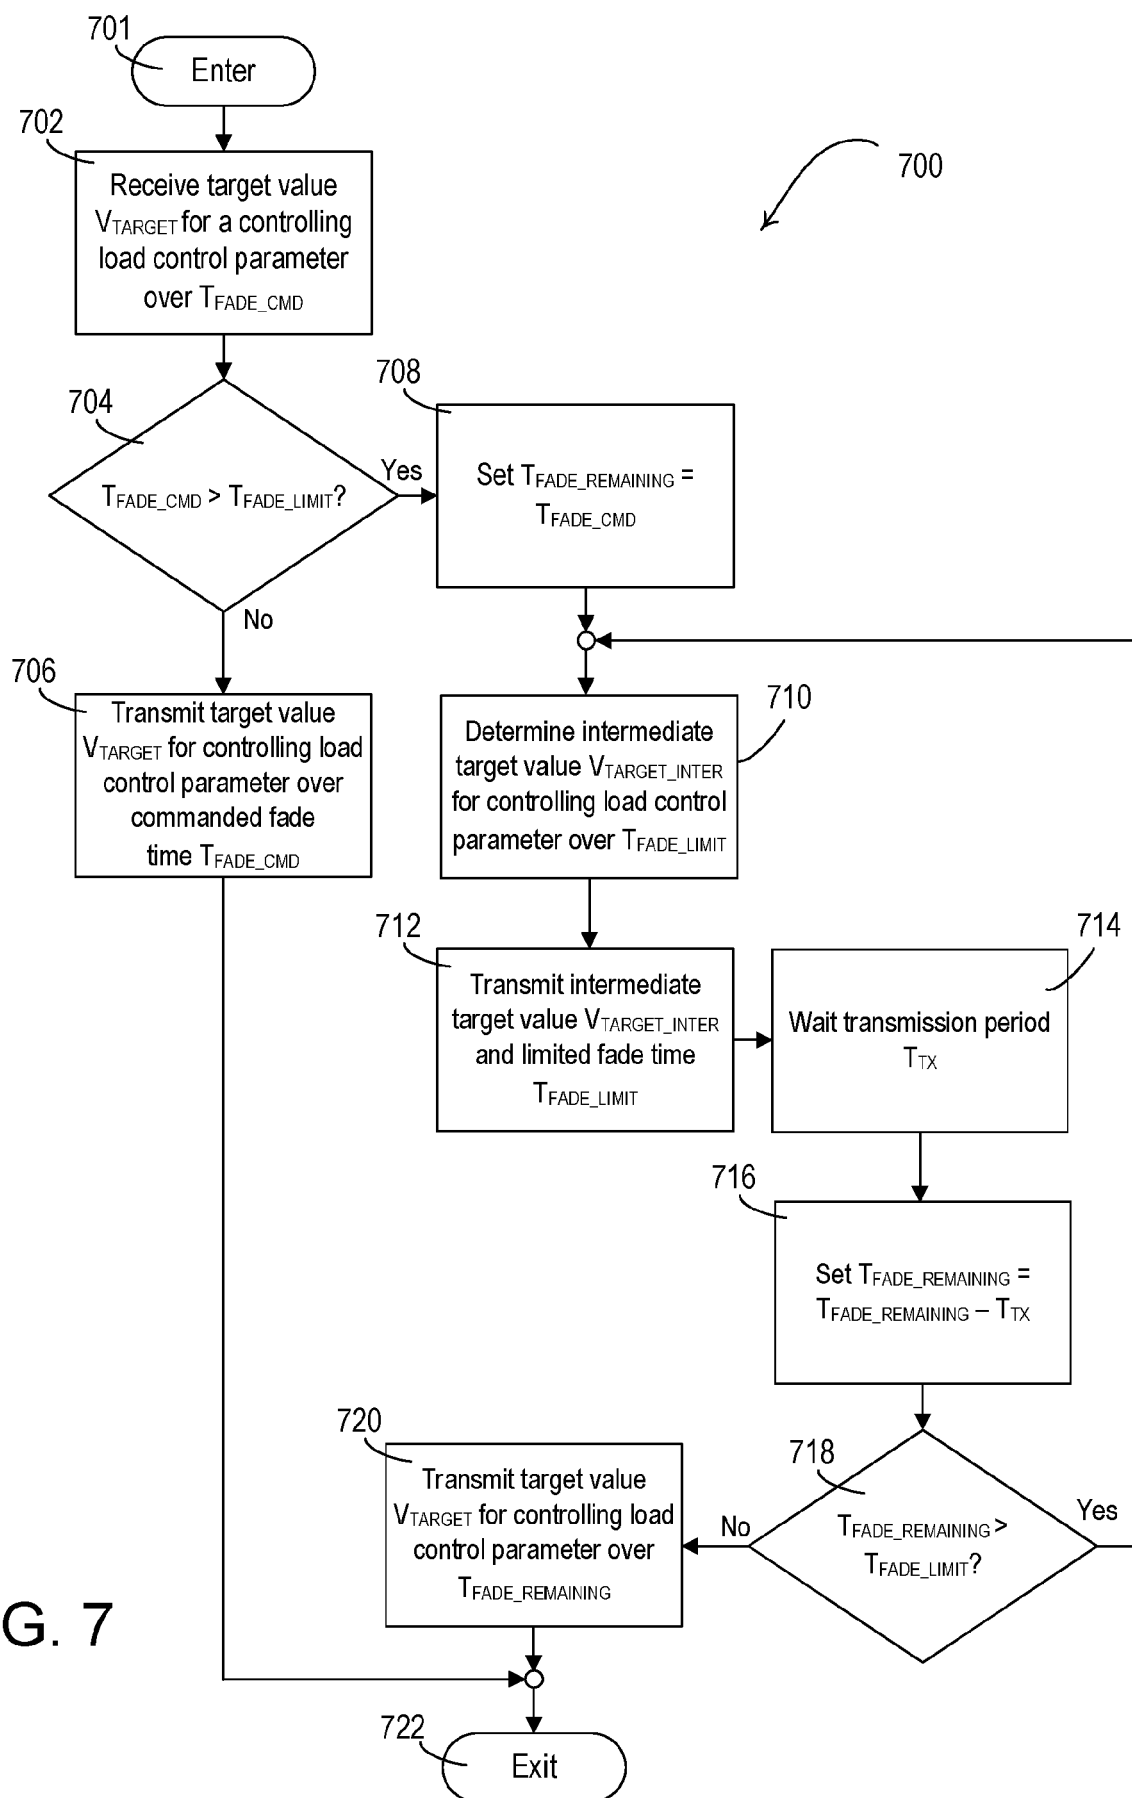 701
Enter
702
Receive target value
VTARGET for a controlling
load control parameter
over TFADE_CMD
700
704
TFADE_CMD > TFADE_LIMIT?
Yes
No
708
Set TFADE_REMAINING =
TFADE_CMD
706
Transmit target value
VTARGET for controlling load
control parameter over
commanded fade
time TFADE_CMD
710
Determine intermediate
target value VTARGET_INTER
for controlling load control
parameter over TFADE_LIMIT
712
Transmit intermediate
target value VTARGET_INTER
and limited fade time
TFADE_LIMIT
714
Wait transmission period
TTX
716
Set TFADE_REMAINING =
TFADE_REMAINING – TTX
718
TFADE_REMAINING >
TFADE_LIMIT?
Yes
No
720
Transmit target value
VTARGET for controlling load
control parameter over
TFADE_REMAINING
G. 7
722
Exit